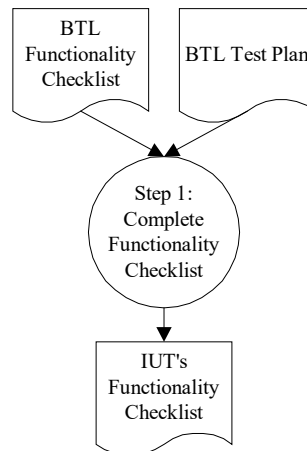 BTL
Functionality
Checklist
BTL Test Plan
Step 1:
Complete
Functionality
Checklist
IUT's
Functionality
Checklist